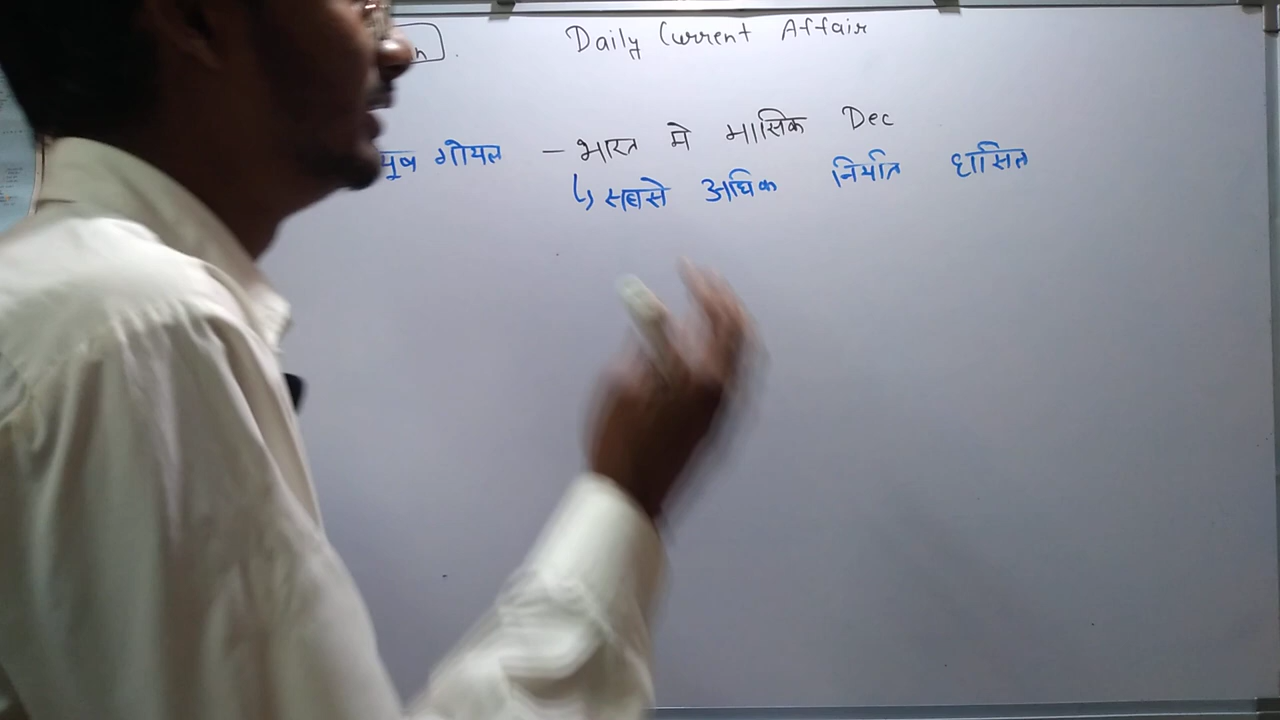 Daily Current Affair
गोयल – भारत मे मासिक Dec
↳ सबसे अधिक निर्यात हासिल